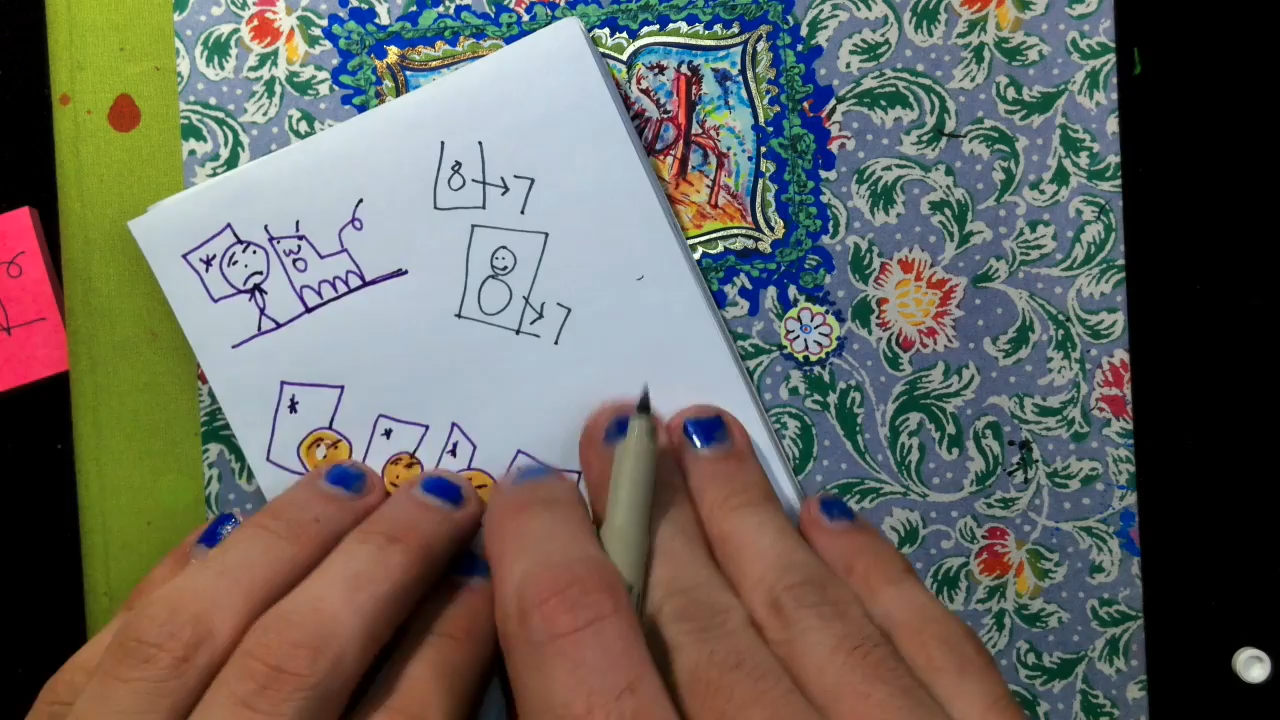 8 → 7
*
→ 7
* * *